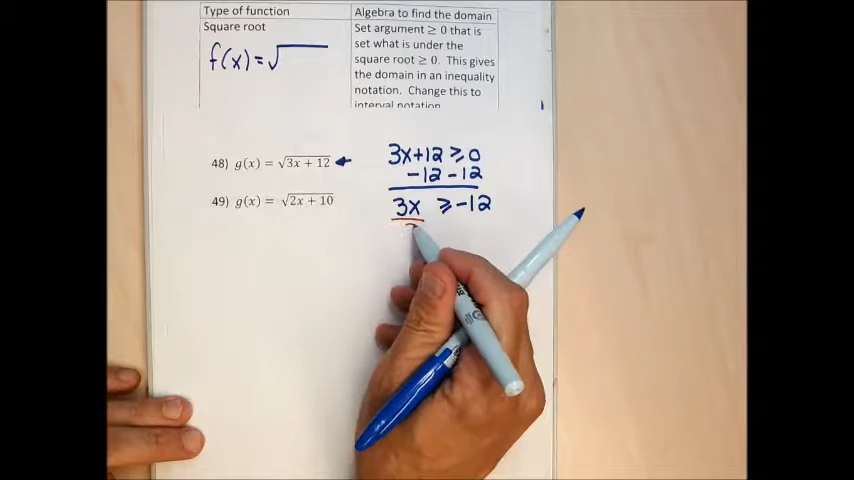 Type of function
Algebra to find the domain
Square root
f(x) = √
Set argument ≥ 0 that is
set what is under the
square root ≥ 0. This gives
the domain in an inequality
notation. Change this to
interval notation
48) g(x) = √3x + 12
3x+12 ≥ 0
-12 -12
3x ≥ -12
49) g(x) = √2x + 10